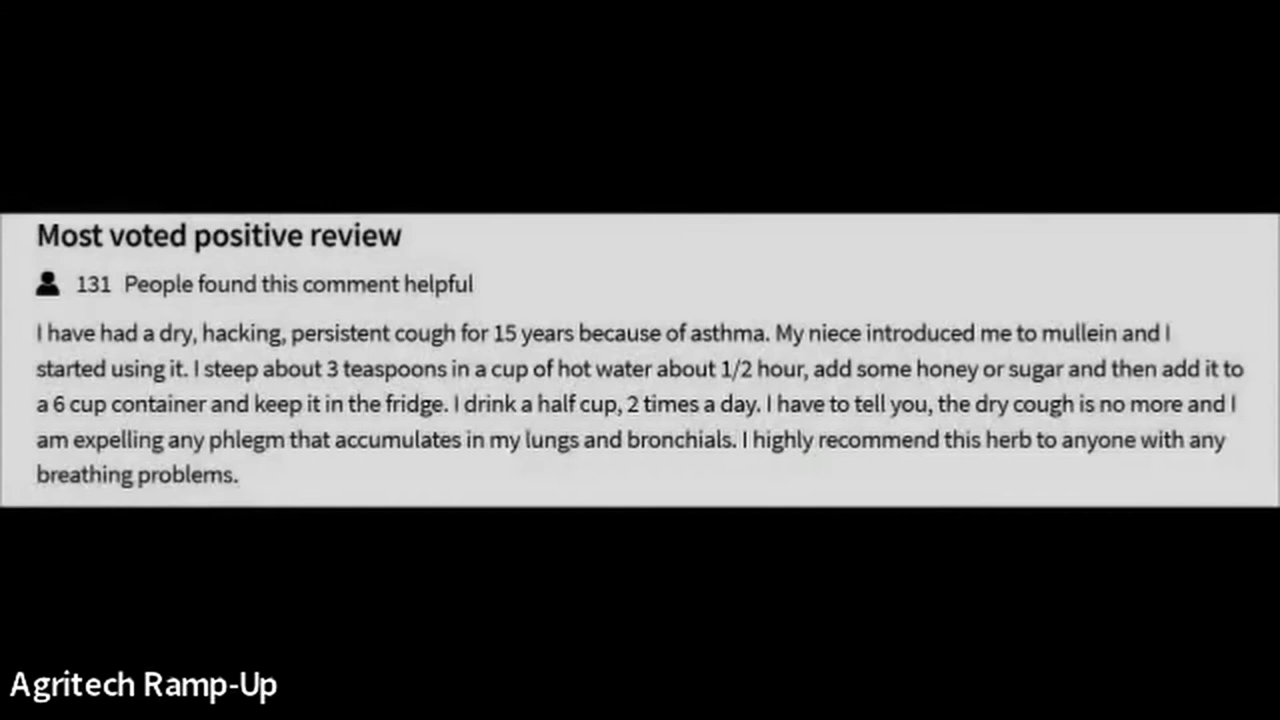 Most voted positive review
131 People found this comment helpful
I have had a dry, hacking, persistent cough for 15 years because of asthma. My niece introduced me to mullein and I
started using it. I steep about 3 teaspoons in a cup of hot water about 1/2 hour, add some honey or sugar and then add it to
a 6 cup container and keep it in the fridge. I drink a half cup, 2 times a day. I have to tell you, the dry cough is no more and I
am expelling any phlegm that accumulates in my lungs and bronchials. I highly recommend this herb to anyone with any
breathing problems.
Agritech Ramp-Up